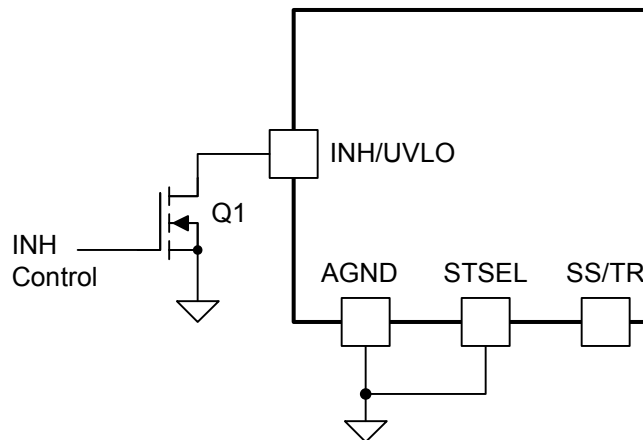 INH/UVLO
Q1
INH
Control
AGND
STSEL
SS/TR